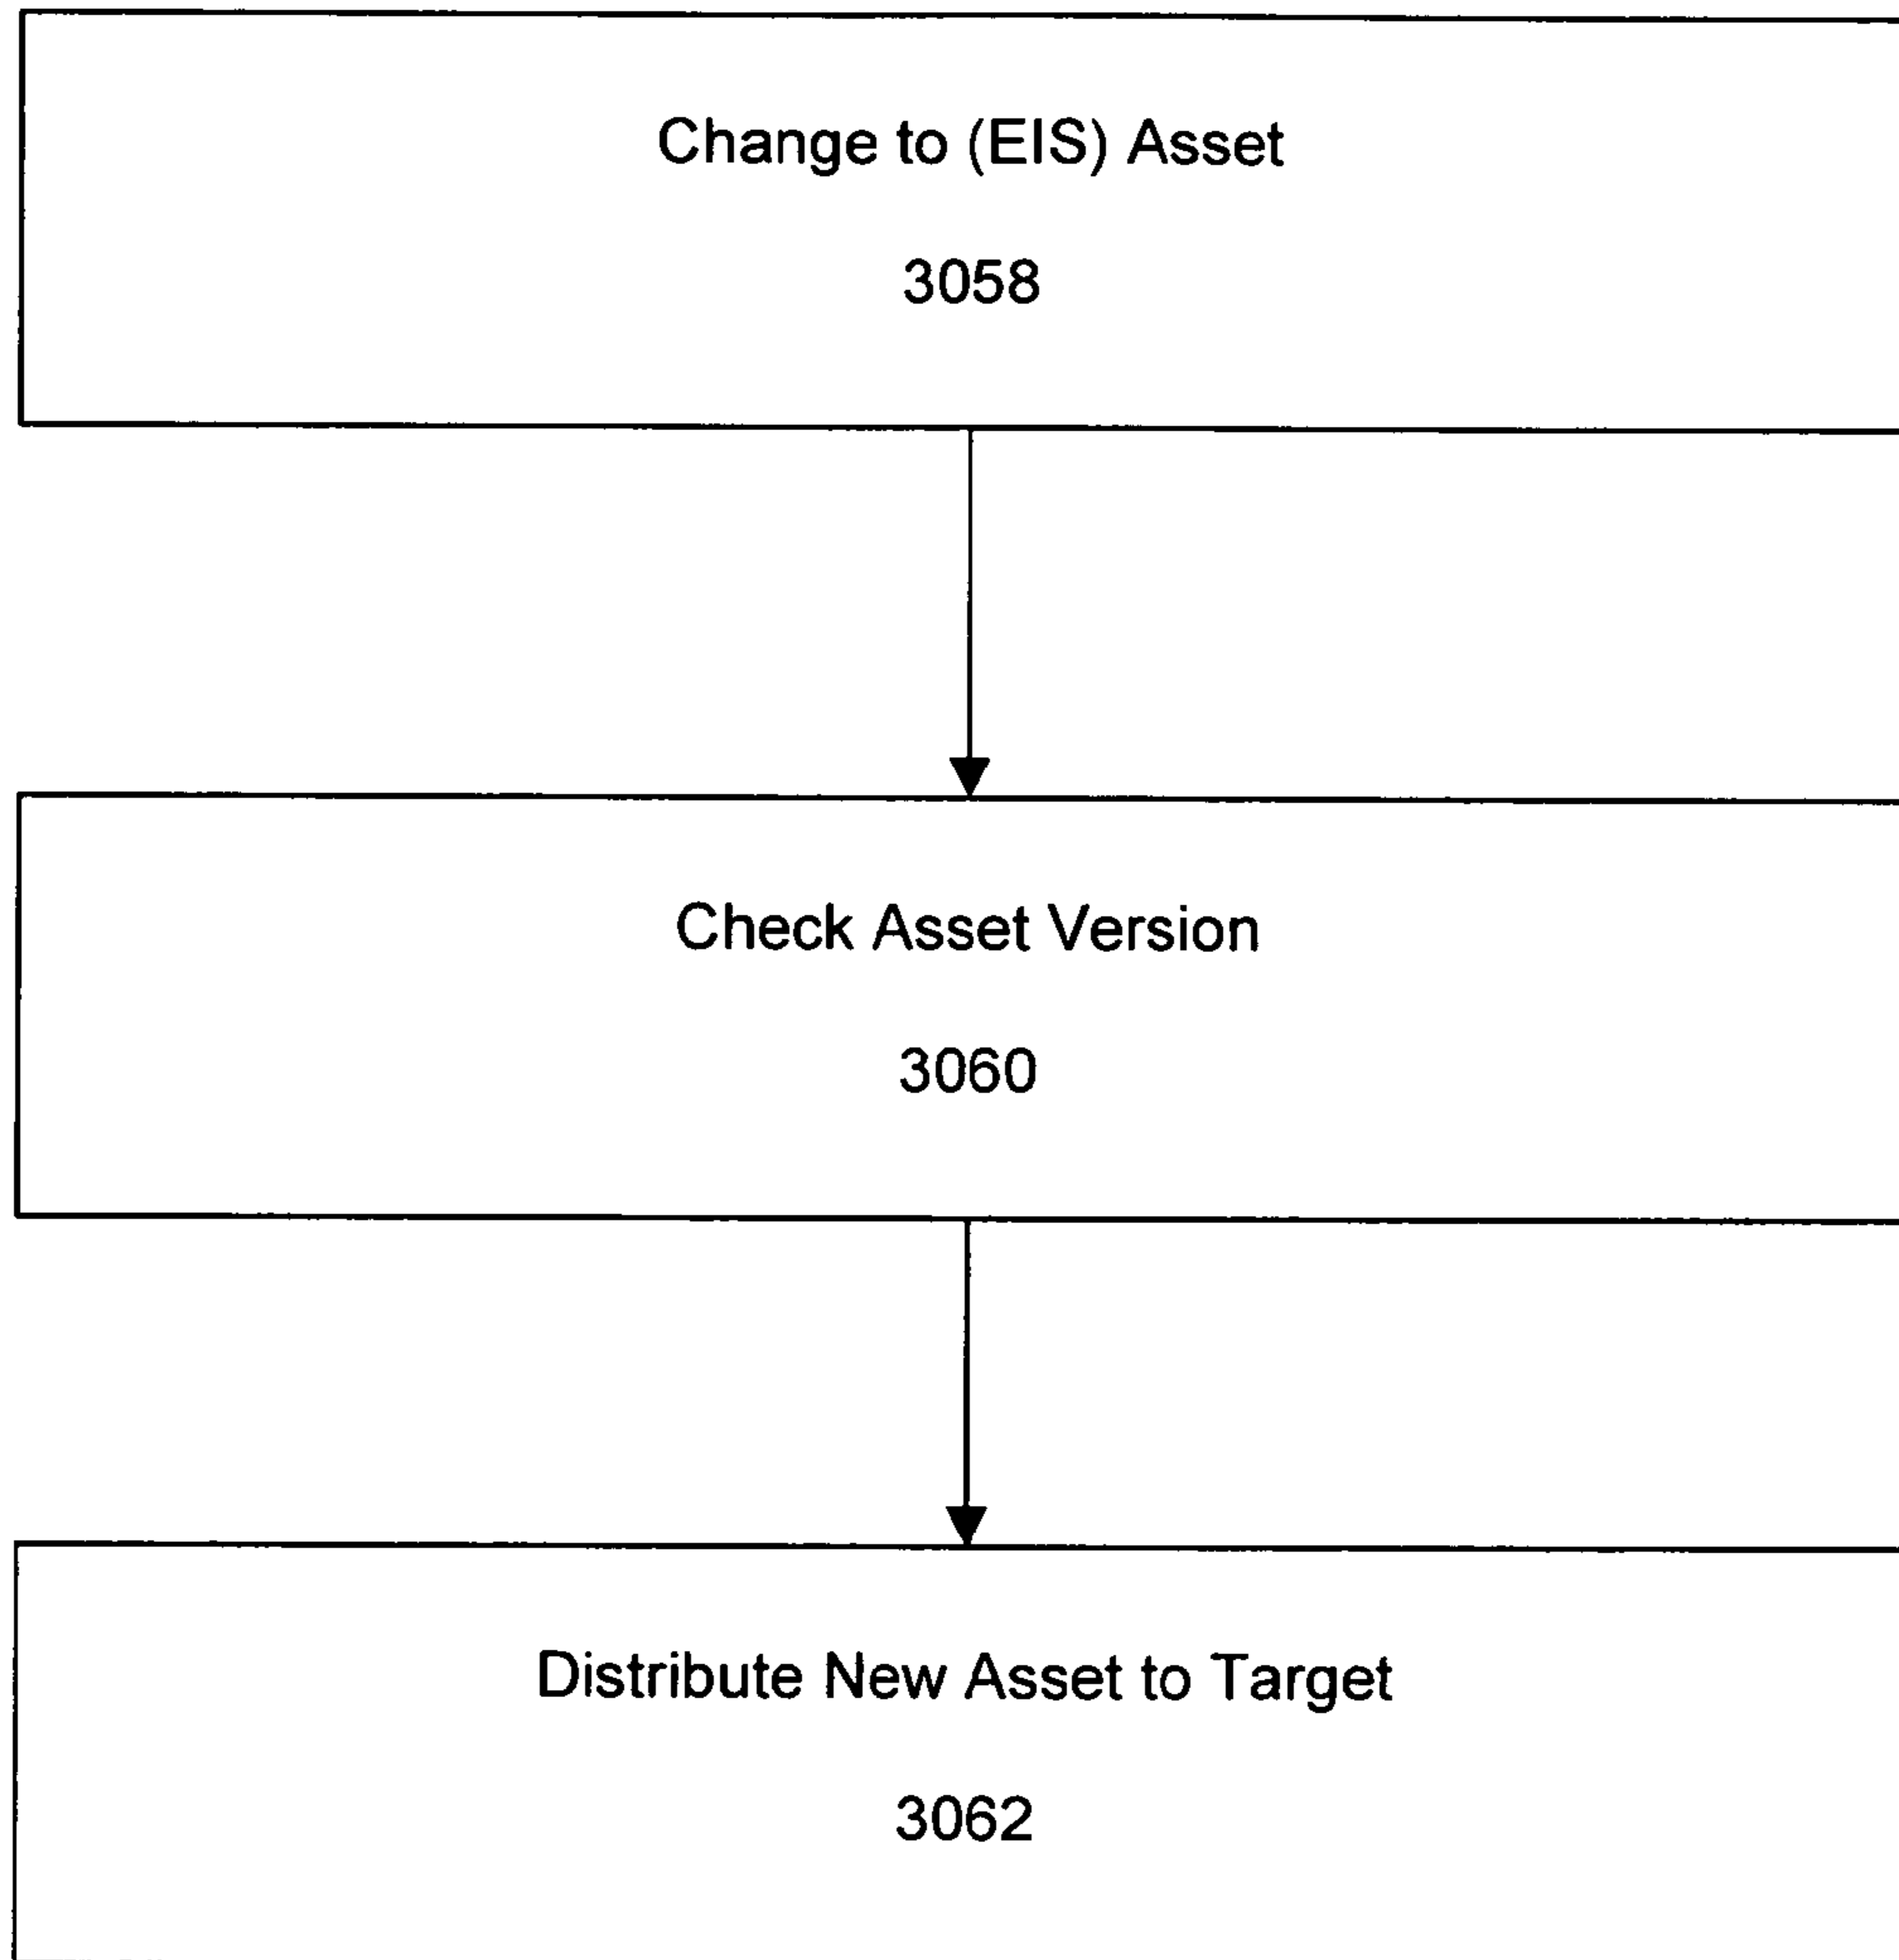 Change to (EIS) Asset
3058
Check Asset Version
3060
Distribute New Asset to Target
3062